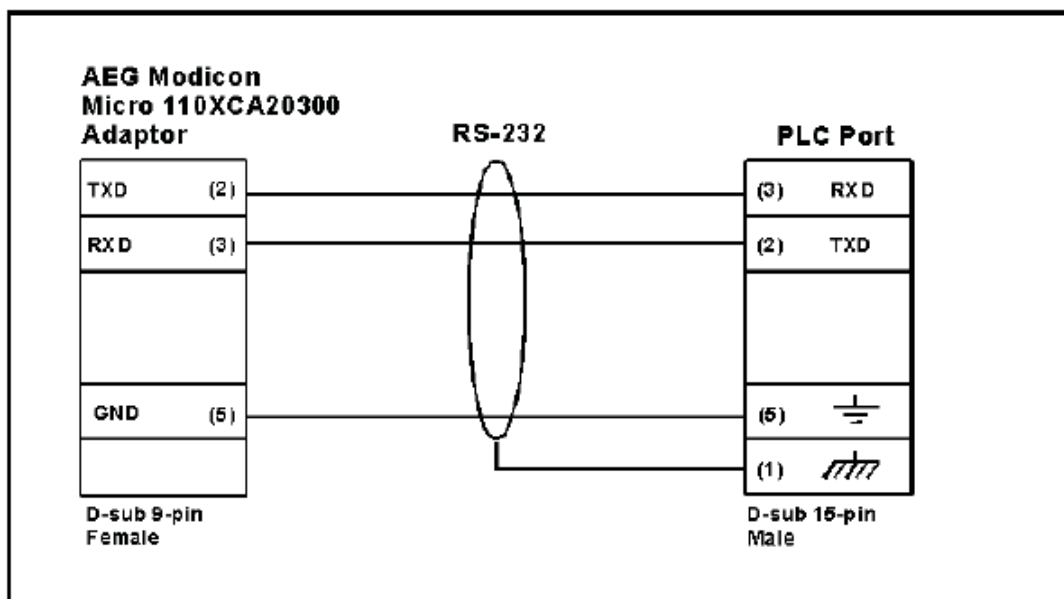 AEG Modicon
Micro 110XCA20300
Adaptor
RS-232
PLC Port
TXD (2)
(3) RXD
RXD (3)
(2) TXD
GND (5)
(5)
(1)
D-sub 9-pin
Female
D-sub 15-pin
Male